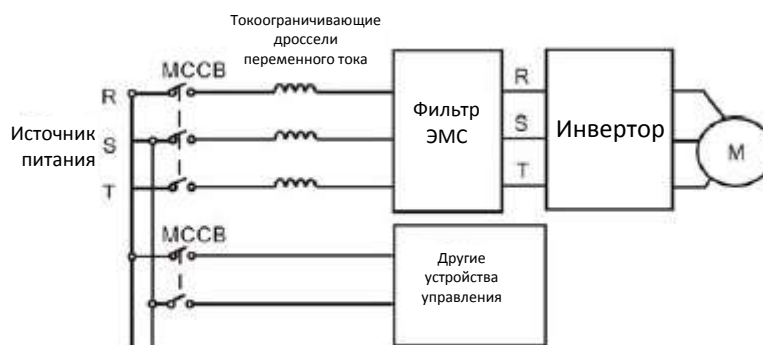 Токоограничивающие
дроссели
переменного тока
MCCB
R
Источник
питания
S
T
Фильтр
ЭМС
R
S
T
Инвертор
M
MCCB
Другие
устройства
управления